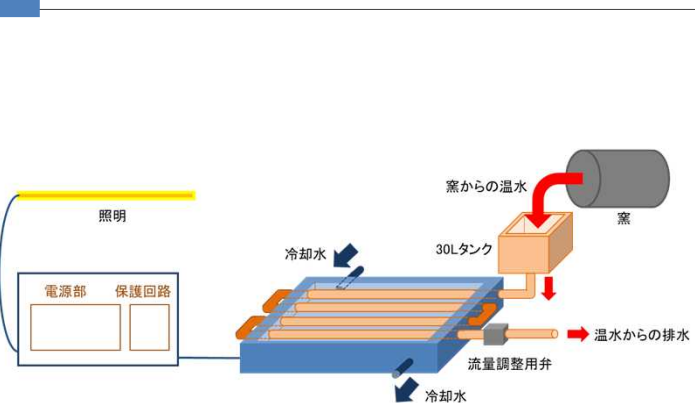 窯からの温水
照明
窯
30Lタンク
冷却水
電源部
保護回路
温水からの排水
流量調整用弁
冷却水